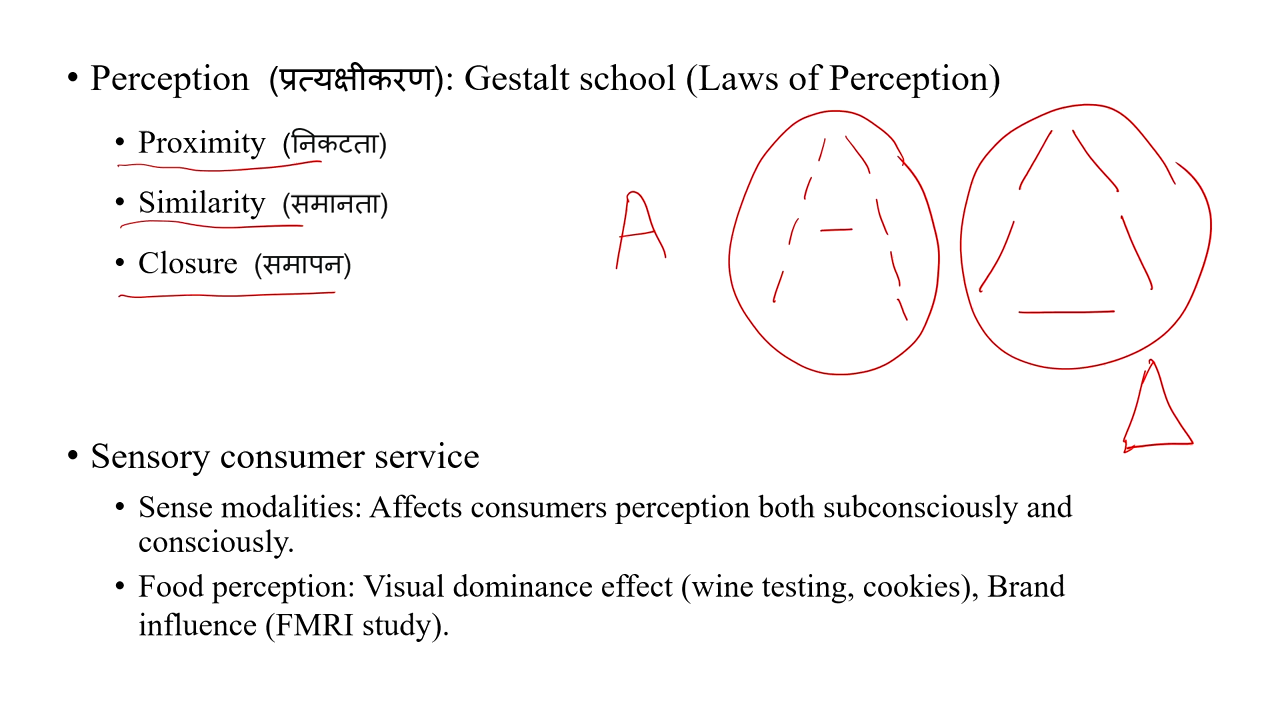 • Perception (प्रत्यक्षीकरण): Gestalt school (Laws of Perception)
• Proximity (निकटता)
• Similarity (समानता)
• Closure (समापन)
A
A
• Sensory consumer service
• Sense modalities: Affects consumers perception both subconsciously and
consciously.
• Food perception: Visual dominance effect (wine testing, cookies), Brand
influence (FMRI study).